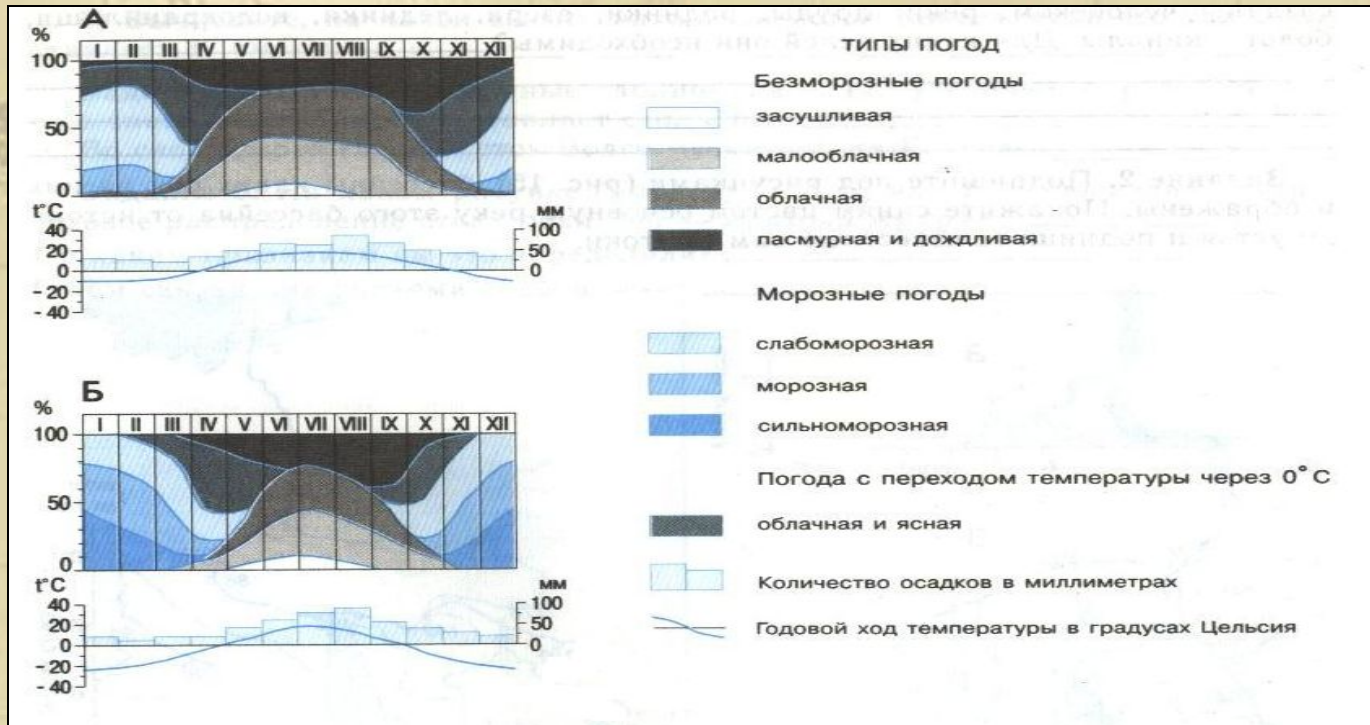 А
%
I II III IV V VI VII VIII IX X XI XII
100
50
0
t°C
мм
40
20
0
-20
-40
100
50
0
Б
%
I II III IV V VI VII VIII IX X XI XII
100
50
0
t°C
мм
40
20
0
-20
-40
100
50
0
ТИПЫ ПОГОД
Безморозные погоды
засушливая
малооблачная
облачная
пасмурная и дождливая
Морозные погоды
слабоморозная
морозная
сильноморозная
Погода с переходом температуры через 0°С
облачная и ясная
Количество осадков в миллиметрах
Годовой ход температуры в градусах Цельсия